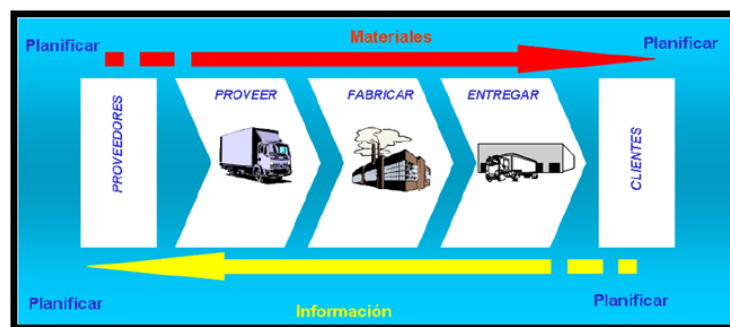 Materiales
Planificar
Planificar
PROVEER
FABRICAR
ENTREGAR
PROVEEDORES
CLIENTES
Planificar
Planificar
Información